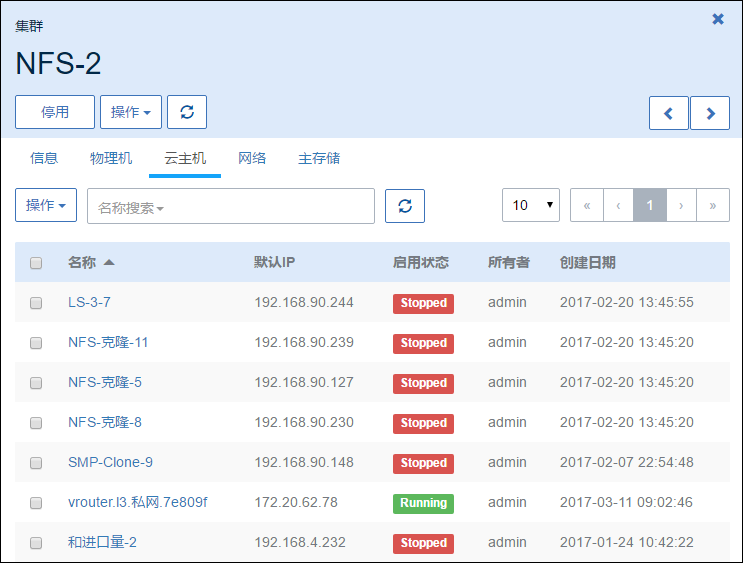 集群
NFS-2
停用 操作
信息 物理机 云主机 网络 主存储
操作 名称搜索 10 « ‹ 1 › »
名称 默认IP 启用状态 所有者 创建日期
LS-3-7 192.168.90.244 Stopped admin 2017-02-20 13:45:55
NFS-克隆-11 192.168.90.239 Stopped admin 2017-02-20 13:45:20
NFS-克隆-5 192.168.90.127 Stopped admin 2017-02-20 13:45:20
NFS-克隆-8 192.168.90.230 Stopped admin 2017-02-20 13:45:20
SMP-Clone-9 192.168.90.148 Stopped admin 2017-02-07 22:54:48
vrouter.l3.私网.7e809f 172.20.62.78 Running admin 2017-03-11 09:02:46
和进口量-2 192.168.4.232 Stopped admin 2017-01-24 10:42:22